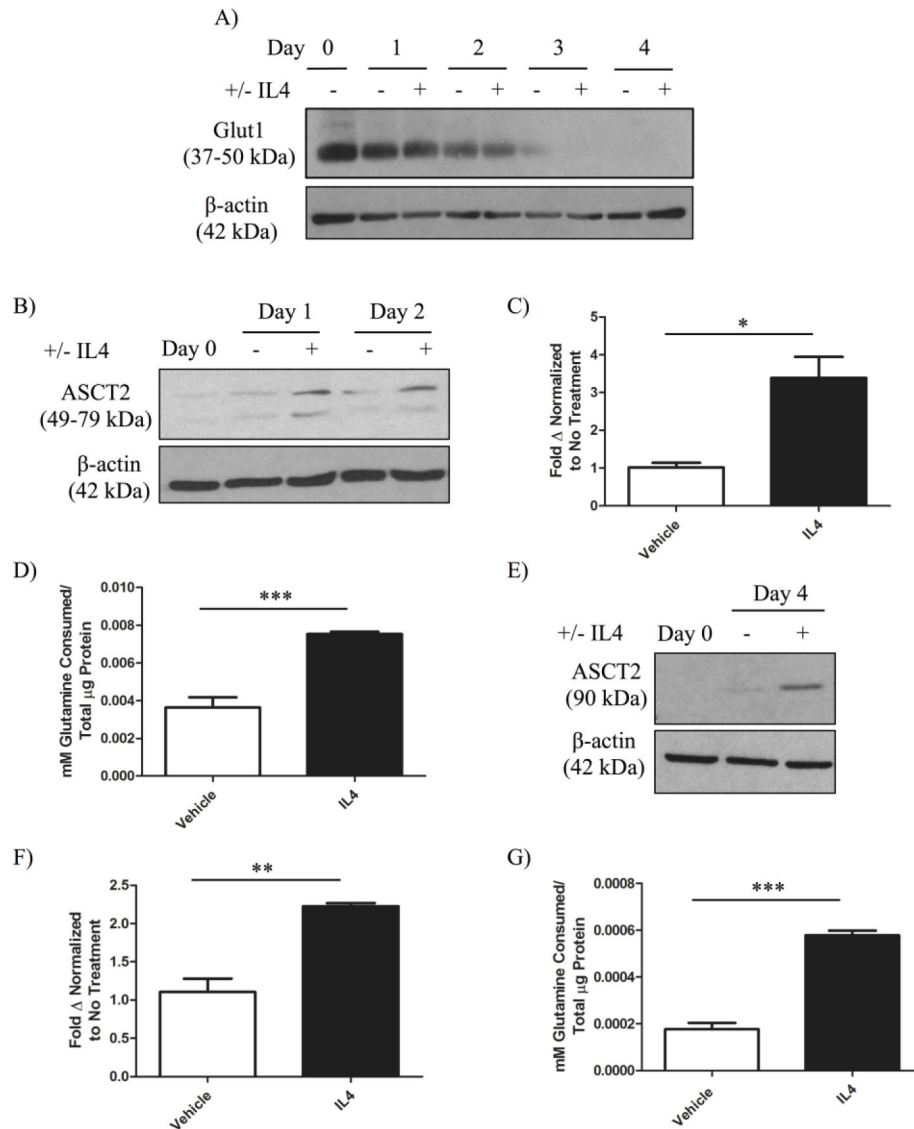 A)
Day 0 1 2 3 4
+/- IL4 - - + - + - + - +
Glut1
(37-50 kDa)
β-actin
(42 kDa)
B)
Day 1 Day 2
+/- IL4 Day 0 - + - +
ASCT2
(49-79 kDa)
β-actin
(42 kDa)
C)
*
Fold Δ Normalized
to No Treatment
5
4
3
2
1
0
Vehicle IL4
D)
***
mM Glutamine Consumed/
Total μg Protein
0.010
0.008
0.006
0.004
0.002
0.000
Vehicle IL4
E)
Day 4
+/- IL4 Day 0 - +
ASCT2
(90 kDa)
β-actin
(42 kDa)
F)
**
Fold Δ Normalized
to No Treatment
2.5
2.0
1.5
1.0
0.5
0.0
Vehicle IL4
G)
***
mM Glutamine Consumed/
Total μg Protein
0.0008
0.0006
0.0004
0.0002
0.0000
Vehicle IL4